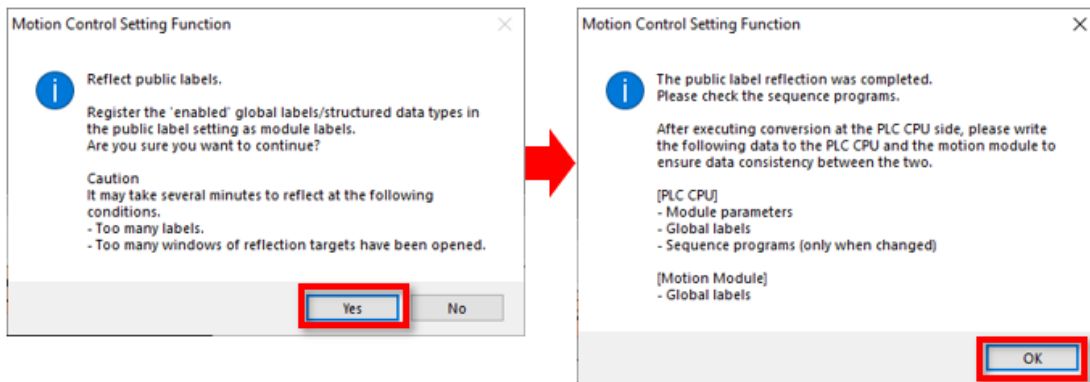 Motion Control Setting Function
Reflect public labels.
Register the 'enabled' global labels/structured data types in
the public label setting as module labels.
Are you sure you want to continue?
Caution
It may take several minutes to reflect at the following
conditions.
- Too many labels.
- Too many windows of reflection targets have been opened.
Yes
No
Motion Control Setting Function
The public label reflection was completed.
Please check the sequence programs.
After executing conversion at the PLC CPU side, please write
the following data to the PLC CPU and the motion module to
ensure data consistency between the two.
[PLC CPU]
- Module parameters
- Global labels
- Sequence programs (only when changed)
[Motion Module]
- Global labels
OK